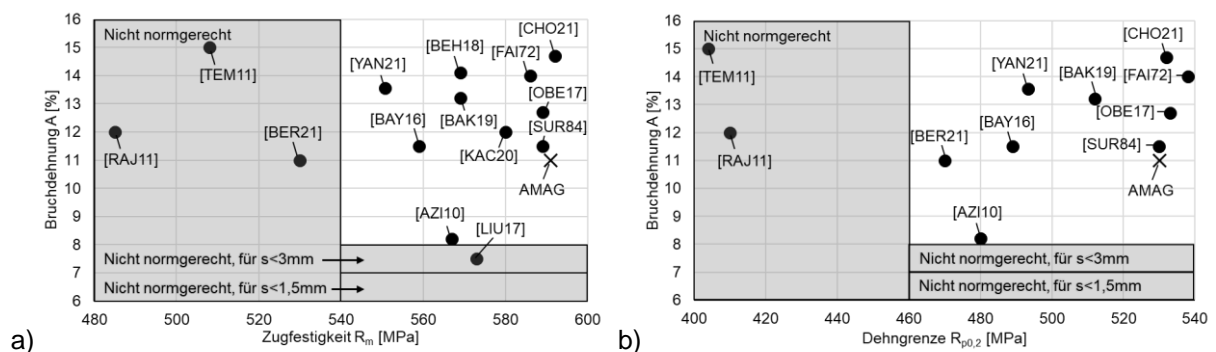 Nicht normgerecht
[TEM11]
[RAJ11]
[BER21]
[YAN21]
[BEH18]
[FAI72]
[CHO21]
[BAY16]
[BAK19]
[OBE17]
[KAC20]
[SUR84]
AMAG
[AZI10]
[LIU17]
Nicht normgerecht, für s<3mm
Nicht normgerecht, für s<1,5mm
Bruchdehnung A [%]
16
15
14
13
12
11
10
9
8
7
6
480 500 520 540 560 580 600
Zugfestigkeit Rm [MPa]
a)
Nicht normgerecht
[TEM11]
[RAJ11]
[BER21]
[YAN21]
[BAY16]
[BAK19]
[CHO21]
[FAI72]
[OBE17]
[SUR84]
AMAG
[AZI10]
Nicht normgerecht, für s<3mm
Nicht normgerecht, für s<1,5mm
Bruchdehnung A [%]
16
15
14
13
12
11
10
9
8
7
6
400 420 440 460 480 500 520 540
Dehngrenze Rp0,2 [MPa]
b)